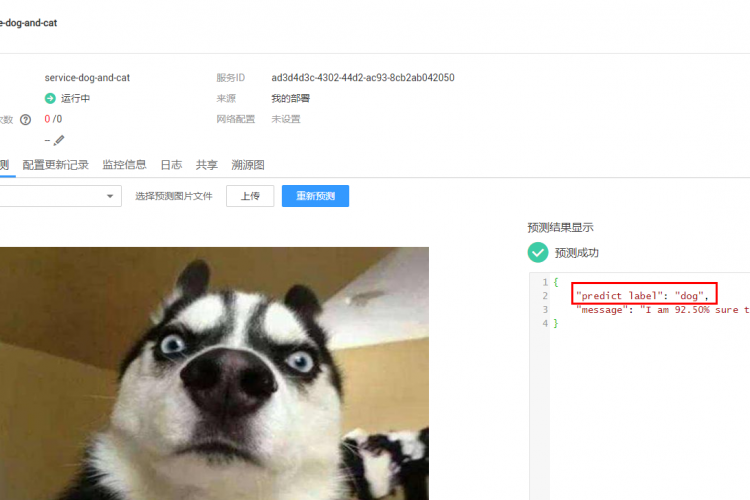 e-dog-and-cat
service-dog-and-cat 服务ID ad3d4d3c-4302-44d2-ac93-8cb2ab042050
运行中 来源 我的部署
次数 ? 0 /0 网络配置 未设置
--
测 配置更新记录 监控信息 日志 共享 溯源图
选择预测图片文件 上传 重新预测
预测结果显示
预测成功
1 {
2 "predict label": "dog",
3 "message": "I am 92.50% sure t
4 }